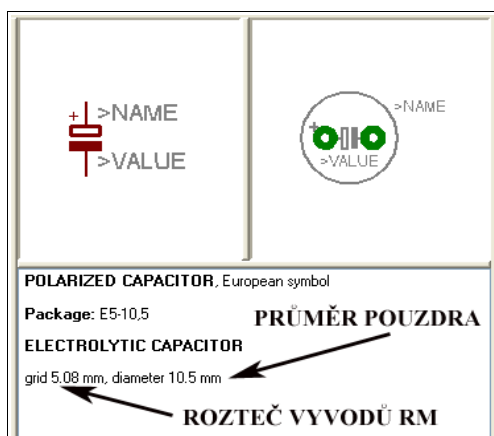 + >NAME
>VALUE
>NAME
+
>VALUE
POLARIZED CAPACITOR, European symbol
Package: E5-10,5
PRŮMĚR POUZDRA
ELECTROLYTIC CAPACITOR
grid 5.08 mm, diameter 10.5 mm
ROZTEČ VYVODŮ RM